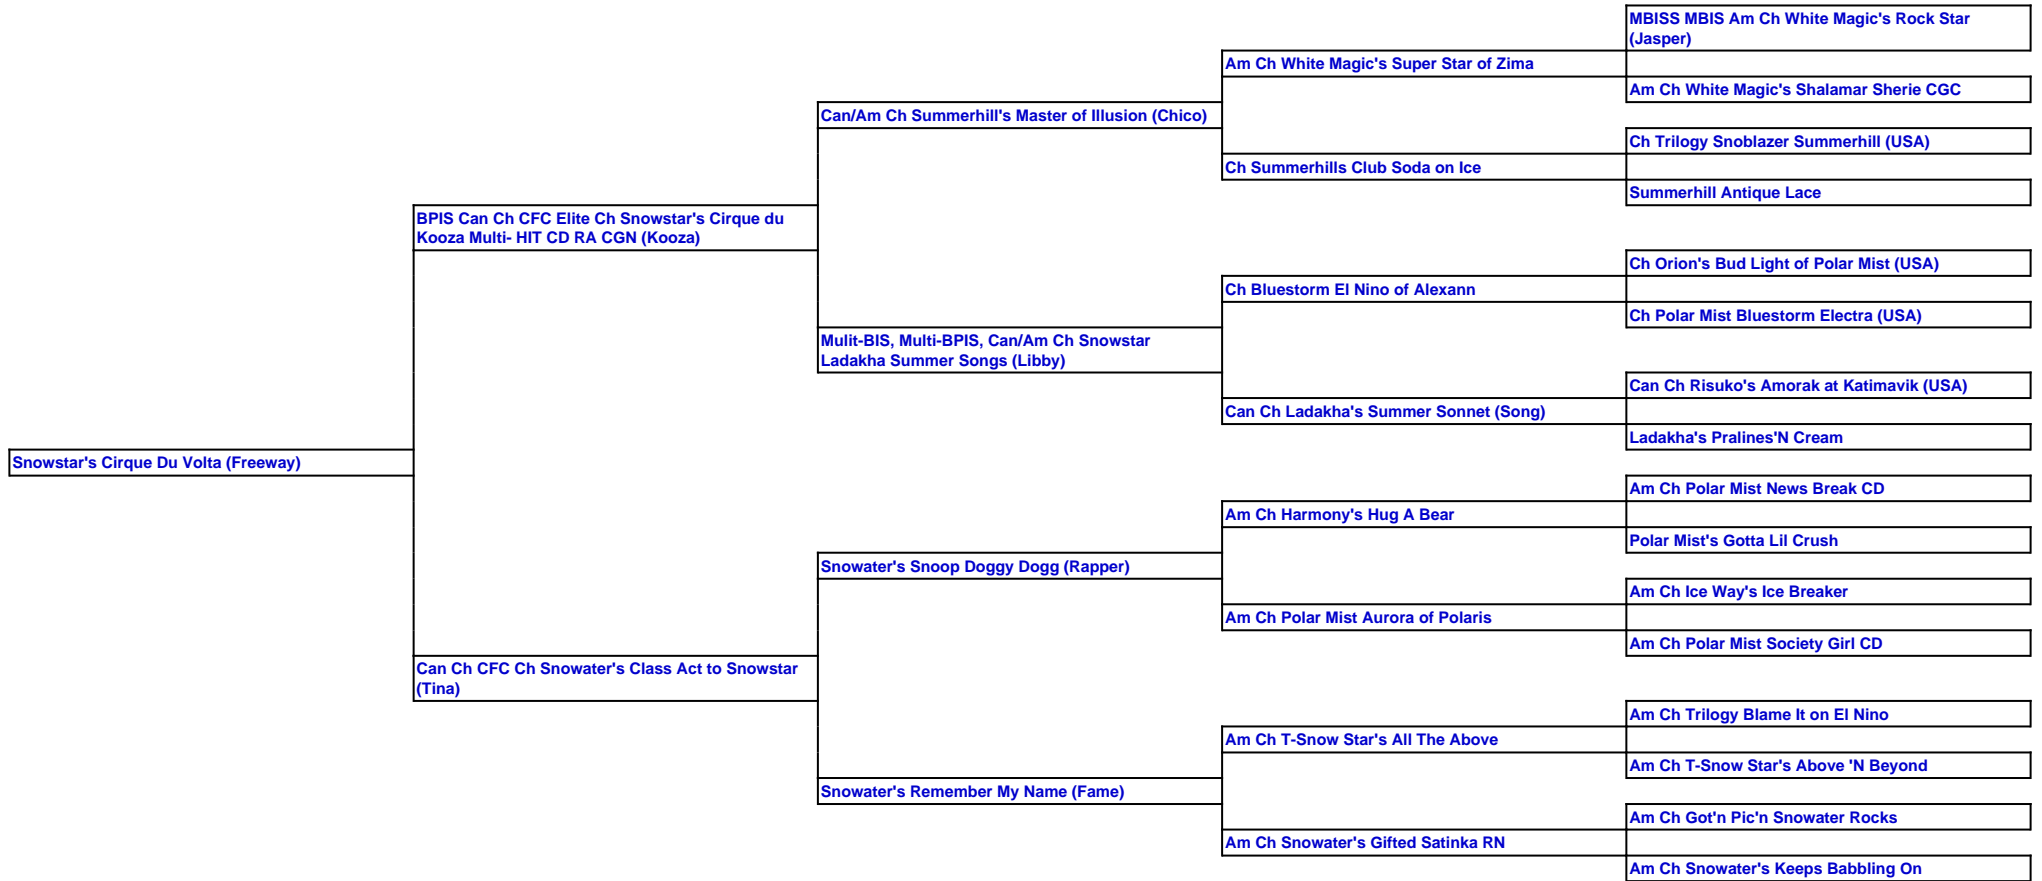 MBISS MBIS Am Ch White Magic's Rock Star
(Jasper)
Am Ch White Magic's Super Star of Zima
Am Ch White Magic's Shalamar Sherie CGC
Can/Am Ch Summerhill's Master of Illusion (Chico)
Ch Trilogy Snoblazer Summerhill (USA)
Ch Summerhills Club Soda on Ice
Summerhill Antique Lace
BPIS Can Ch CFC Elite Ch Snowstar's Cirque du
Kooza Multi- HIT CD RA CGN (Kooza)
Ch Orion's Bud Light of Polar Mist (USA)
Ch Bluestorm El Nino of Alexann
Ch Polar Mist Bluestorm Electra (USA)
Mulit-BIS, Multi-BPIS, Can/Am Ch Snowstar
Ladakha Summer Songs (Libby)
Can Ch Risuko's Amorak at Katimavik (USA)
Can Ch Ladakha's Summer Sonnet (Song)
Ladakha's Pralines'N Cream
Snowstar's Cirque Du Volta (Freeway)
Am Ch Polar Mist News Break CD
Am Ch Harmony's Hug A Bear
Polar Mist's Gotta Lil Crush
Snowater's Snoop Doggy Dogg (Rapper)
Am Ch Ice Way's Ice Breaker
Am Ch Polar Mist Aurora of Polaris
Am Ch Polar Mist Society Girl CD
Can Ch CFC Ch Snowater's Class Act to Snowstar
(Tina)
Am Ch Trilogy Blame It on El Nino
Am Ch T-Snow Star's All The Above
Am Ch T-Snow Star's Above 'N Beyond
Snowater's Remember My Name (Fame)
Am Ch Got'n Pic'n Snowater Rocks
Am Ch Snowater's Gifted Satinka RN
Am Ch Snowater's Keeps Babbling On